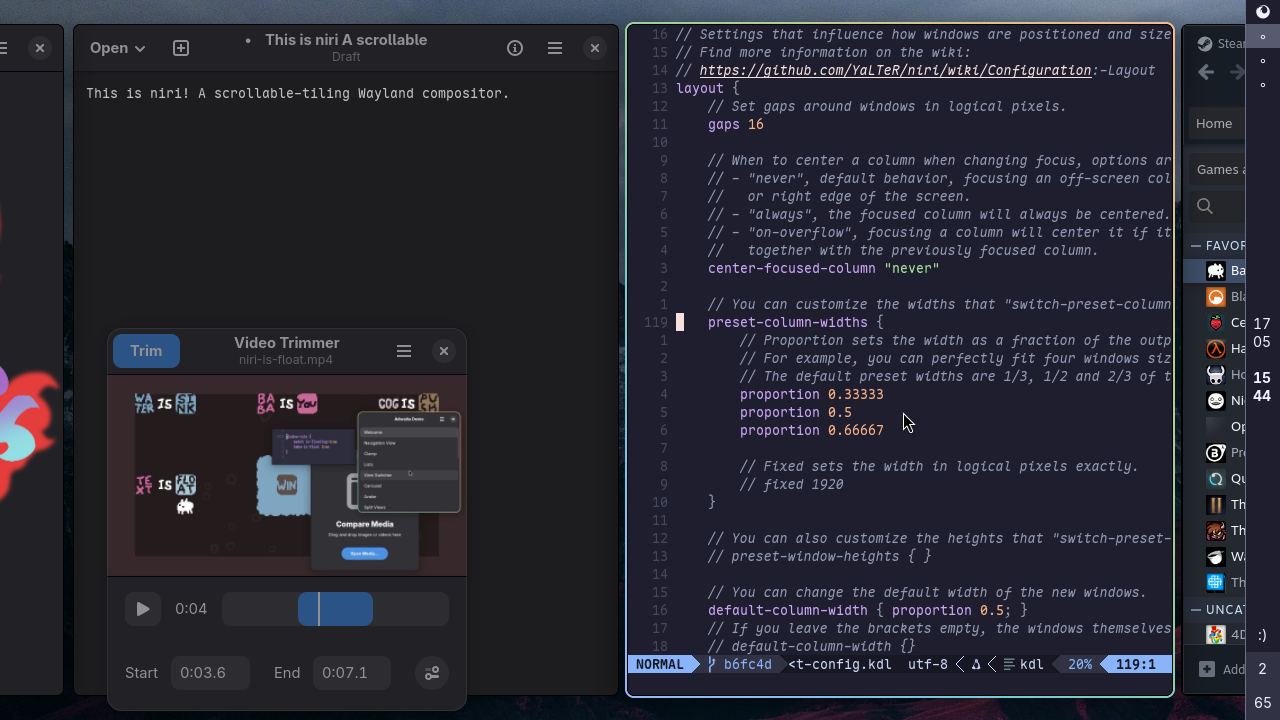 Open
This is niri A scrollable
Draft
This is niri! A scrollable-tiling Wayland compositor.
Trim
Video Trimmer
niri-is-float.mp4
WATER IS SINK
BABA IS YOU
COG IS
TEXT IS FLOAT
WIN
Adwaita Demo
Welcome
Navigation View
Clamp
Lists
View Switcher
Carousel
Avatar
Split Views
Compare Media
Drag and drop images or videos here
Open Media...
0:04
Start
0:03.6
End
0:07.1
16 // Settings that influence how windows are positioned and size
15 // Find more information on the wiki:
14 // https://github.com/YaLTeR/niri/wiki/Configuration:-Layout
13 layout {
12 // Set gaps around windows in logical pixels.
11 gaps 16
10
9 // When to center a column when changing focus, options ar
8 // - "never", default behavior, focusing an off-screen col
7 // or right edge of the screen.
6 // - "always", the focused column will always be centered.
5 // - "on-overflow", focusing a column will center it if it
4 // together with the previously focused column.
3 center-focused-column "never"
2
1 // You can customize the widths that "switch-preset-column
119 preset-column-widths {
1 // Proportion sets the width as a fraction of the outp
2 // For example, you can perfectly fit four windows siz
3 // The default preset widths are 1/3, 1/2 and 2/3 of t
4 proportion 0.33333
5 proportion 0.5
6 proportion 0.66667
7
8 // Fixed sets the width in logical pixels exactly.
9 // fixed 1920
10 }
11
12 // You can also customize the heights that "switch-preset-
13 // preset-window-heights { }
14
15 // You can change the default width of the new windows.
16 default-column-width { proportion 0.5; }
17 // If you leave the brackets empty, the windows themselves
18 // default-column-width {}
NORMAL b6fc4d <t-config.kdl utf-8 < < kdl 20% 119:1
Stear
Home
Games a
FAVOR
Ba
Bla
Ce
Ha
Ho
Ni
Op
Pr
Qu
Th
Th
Wa
Th
UNCAT
4D
Add
17
05
15
44
:)
2
65